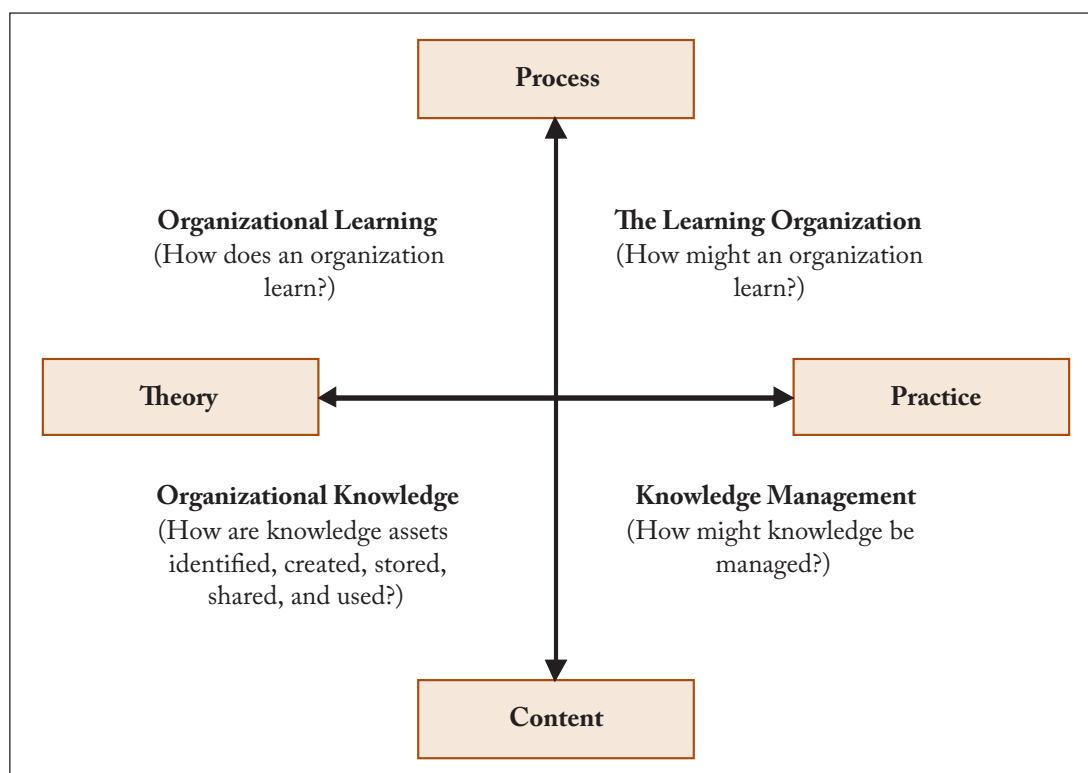 Process
Organizational Learning
(How does an organization
learn?)
The Learning Organization
(How might an organization
learn?)
Theory
Practice
Organizational Knowledge
(How are knowledge assets
identified, created, stored,
shared, and used?)
Knowledge Management
(How might knowledge be
managed?)
Content